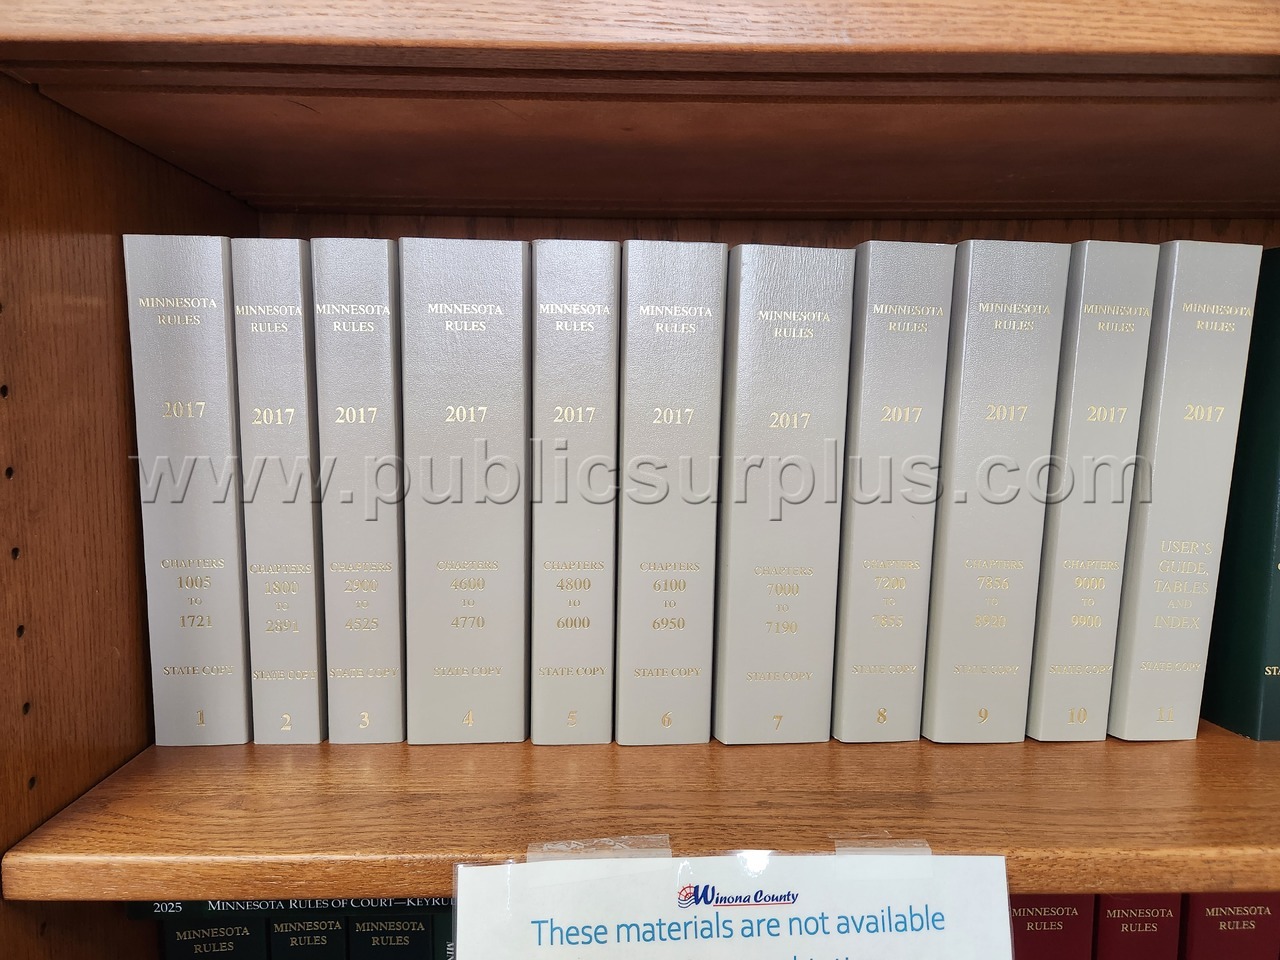 MINNESOTA
RULES
2017
CHAPTERS
1005
TO
1721
STATE COPY
1
MINNESOTA
RULES
2017
CHAPTERS
1800
TO
2891
STATE COPY
2
MINNESOTA
RULES
2017
CHAPTERS
2900
TO
4525
STATE COPY
3
MINNESOTA
RULES
2017
CHAPTERS
4600
TO
4770
STATE COPY
4
MINNESOTA
RULES
2017
CHAPTERS
4800
TO
6000
STATE COPY
5
MINNESOTA
RULES
2017
CHAPTERS
6100
TO
6950
STATE COPY
6
MINNESOTA
RULES
2017
CHAPTERS
7000
TO
7190
STATE COPY
7
MINNESOTA
RULES
2017
CHAPTERS
7200
TO
7855
STATE COPY
8
MINNESOTA
RULES
2017
CHAPTERS
7856
TO
8920
STATE COPY
9
MINNESOTA
RULES
2017
CHAPTERS
9000
TO
9900
STATE COPY
10
MINNESOTA
RULES
2017
USER'S
GUIDE,
TABLES
AND
INDEX
STATE COPY
11
www.publicsurplus.com
Winona County
These materials are not available
2025 MINNESOTA RULES OF COURT—KEYRU
MINNESOTA
RULES
MINNESOTA
RULES
MINNESOTA
RULES
MINNESOTA
RULES
MINNESOTA
RULES
MINNESOTA
RULES